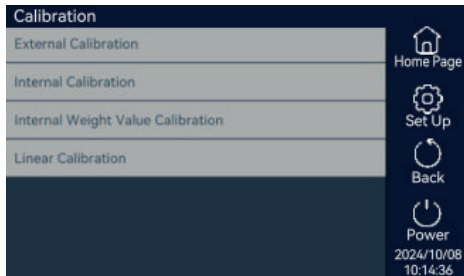 Calibration
External Calibration
Internal Calibration
Internal Weight Value Calibration
Linear Calibration
Home Page
Set Up
Back
Power
2024/10/08
10:14:36